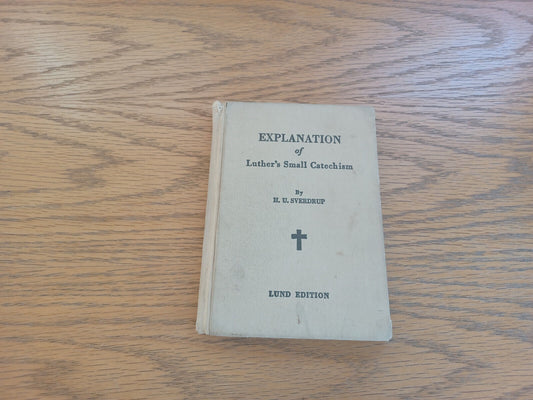 EXPLANATION
of
Luther's Small Catechism
By
H. U. SVERDRUP
LUND EDITION